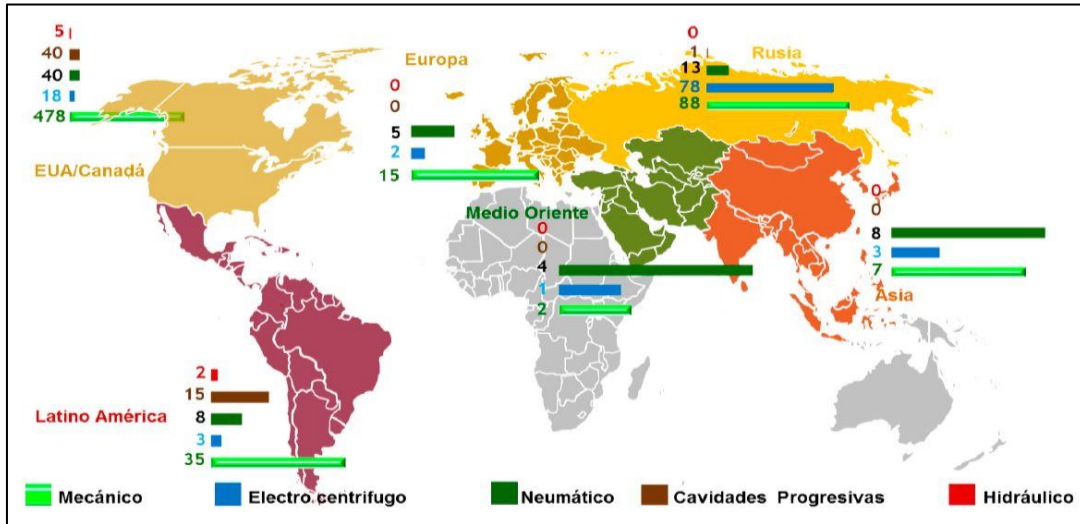 5
40
40
18
478
EUA/Canadá
Europa
0
0
5
2
15
Rusia
0
1
13
78
88
Medio Oriente
0
0
4
1
2
0
0
8
3
7
Asia
Latino América
2
15
8
3
35
Mecánico
Electro centrifugo
Neumático
Cavidades Progresivas
Hidráulico